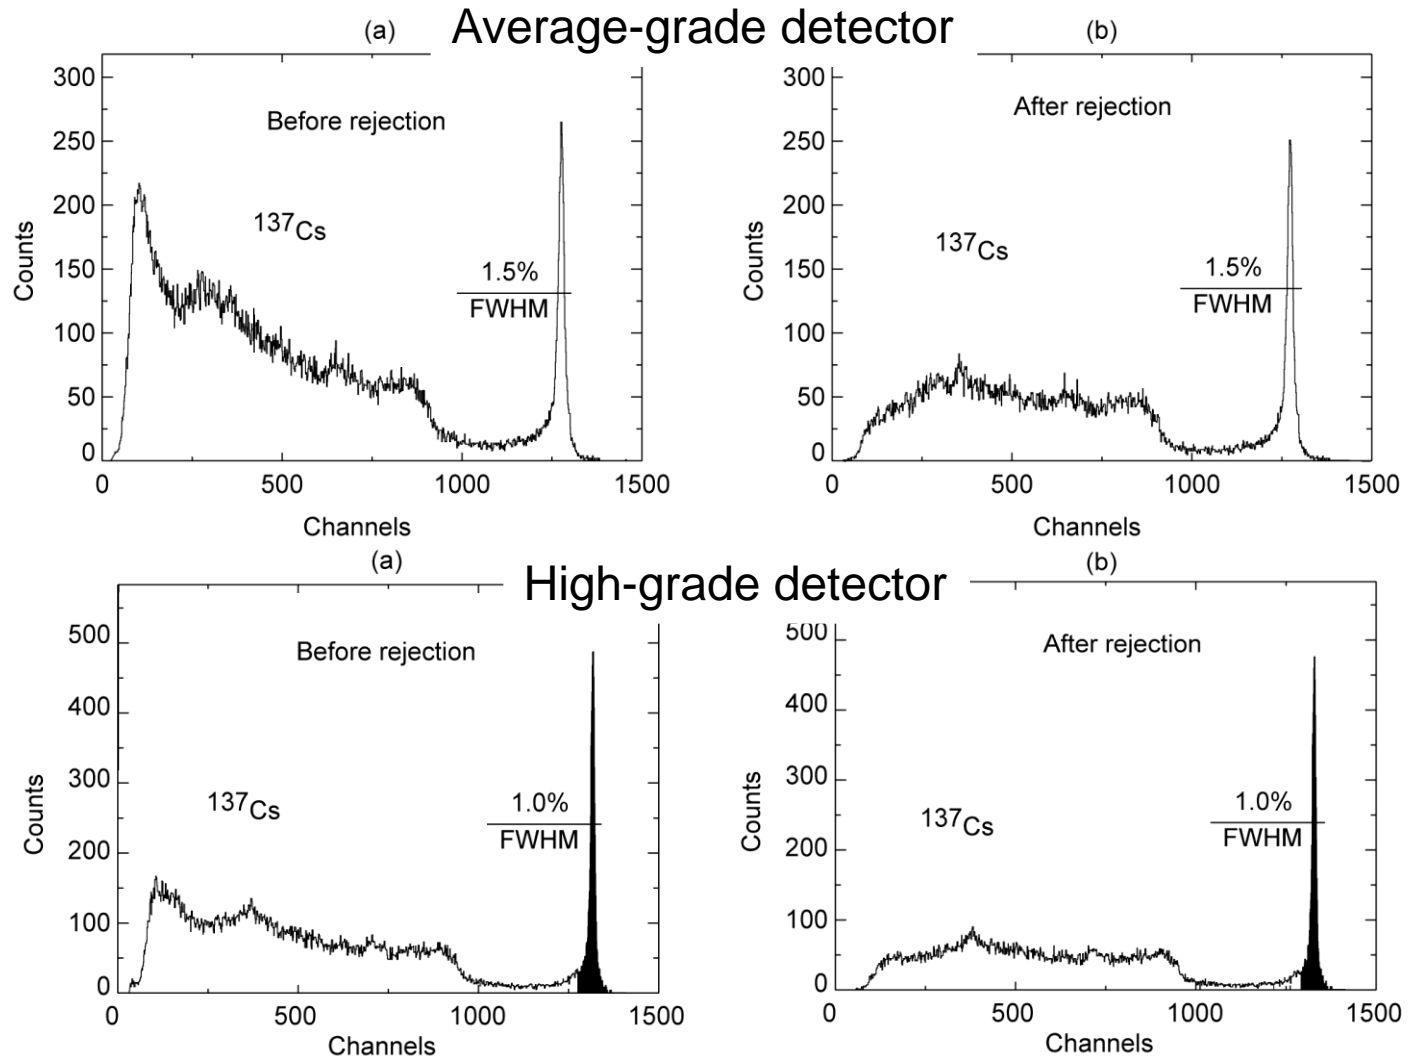 Average-grade detector
(a)
Before rejection
137Cs
1.5%
FWHM
Counts
300
250
200
150
100
50
0
0 500 1000 1500
Channels
(b)
After rejection
137Cs
1.5%
FWHM
Counts
300
250
200
150
100
50
0
0 500 1000 1500
Channels
High-grade detector
(a)
Before rejection
137Cs
1.0%
FWHM
Counts
500
400
300
200
100
0
0 500 1000 1500
Channels
(b)
After rejection
137Cs
1.0%
FWHM
Counts
500
400
300
200
100
0
0 500 1000 1500
Channels